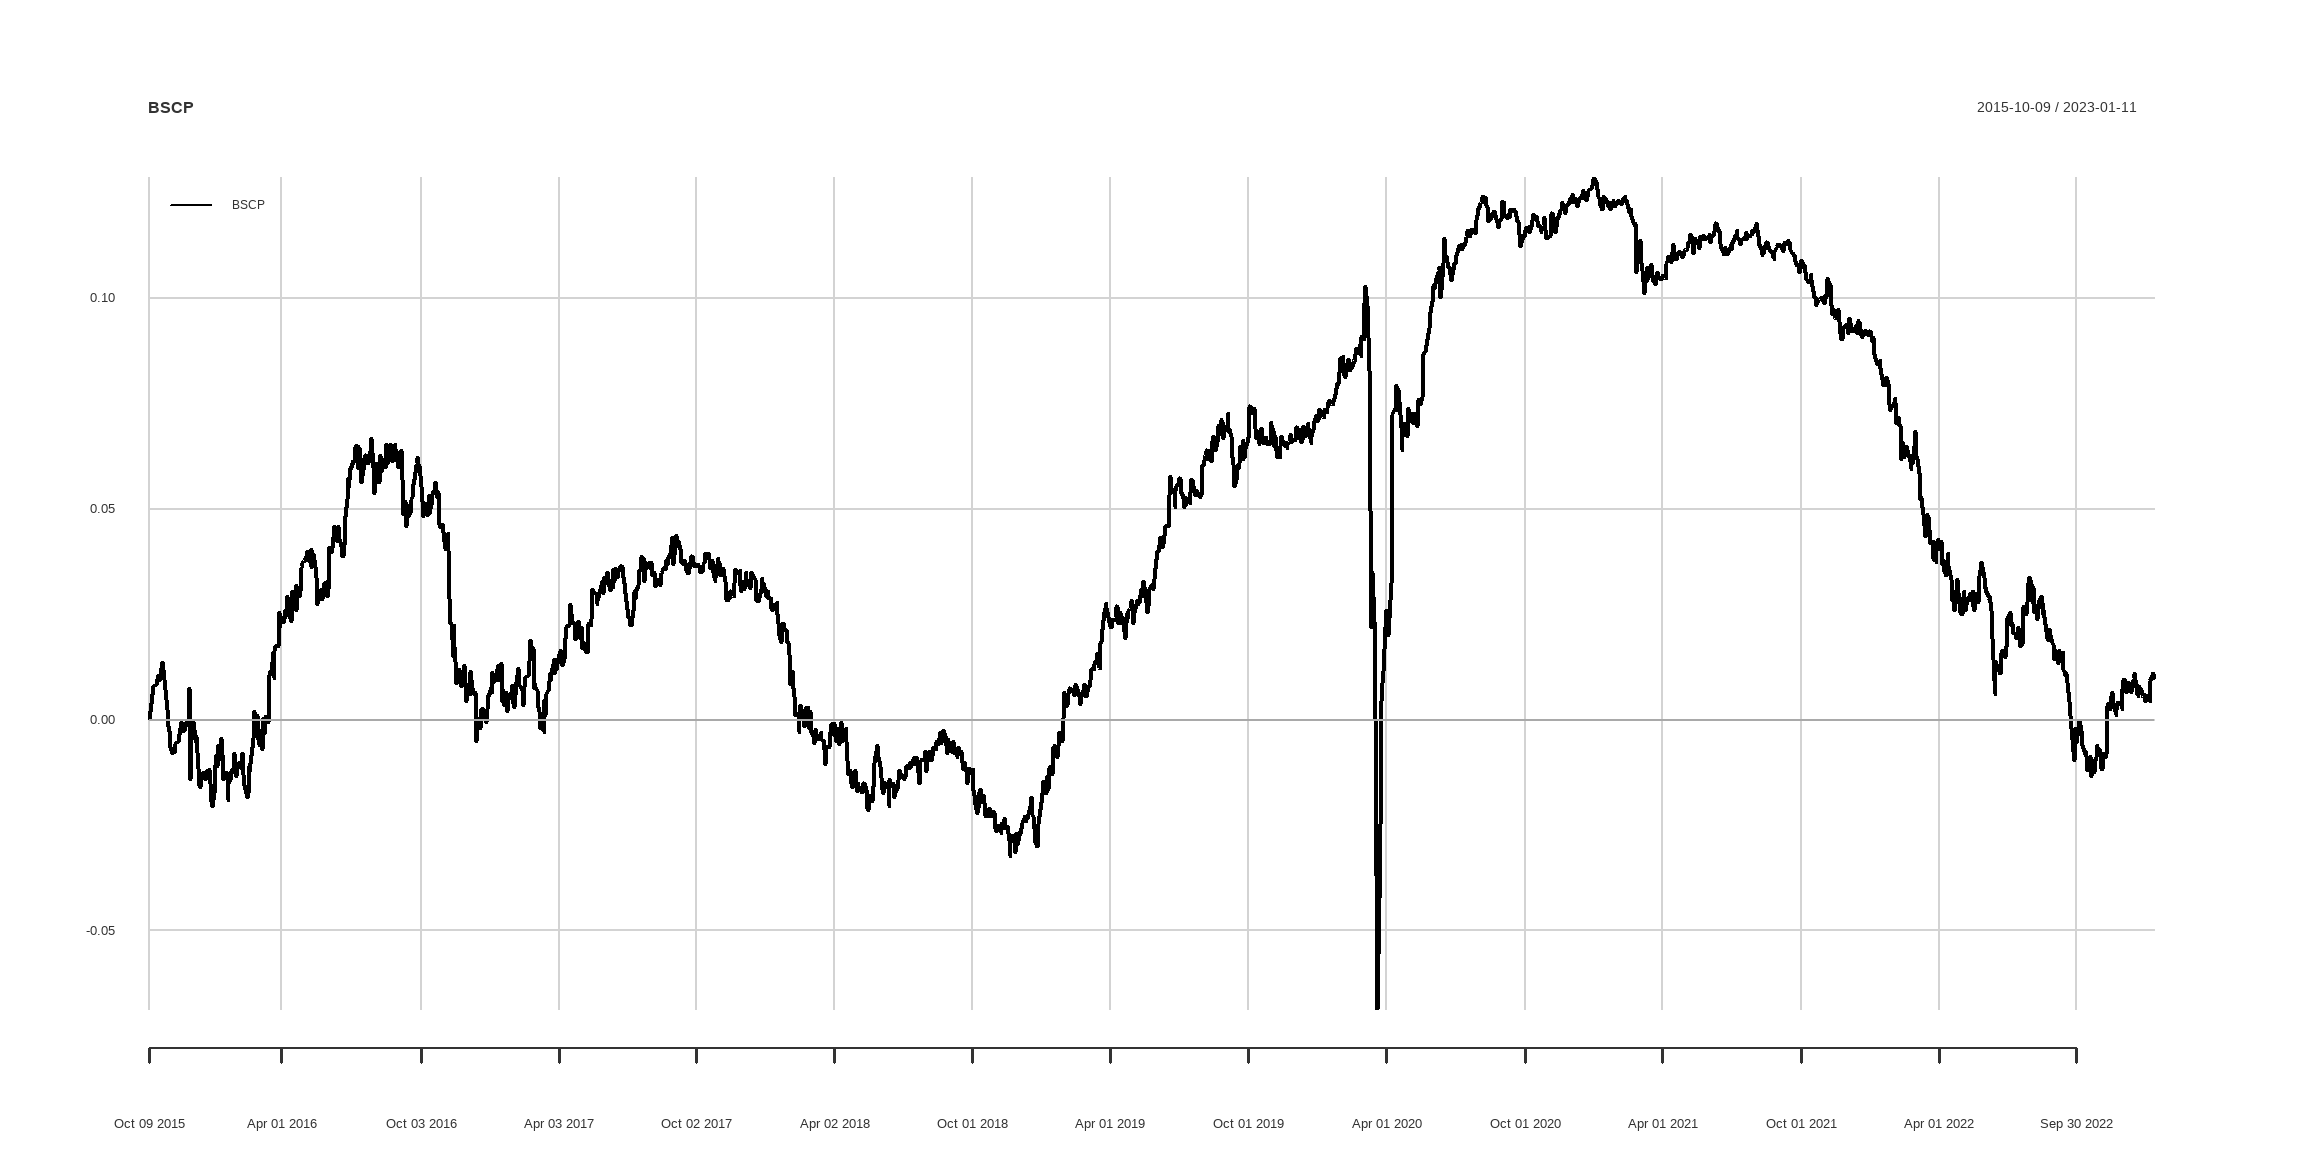 BSCP
2015-10-09 / 2023-01-11
BSCP
0.10
0.05
0.00
-0.05
Oct 09 2015
Apr 01 2016
Oct 03 2016
Apr 03 2017
Oct 02 2017
Apr 02 2018
Oct 01 2018
Apr 01 2019
Oct 01 2019
Apr 01 2020
Oct 01 2020
Apr 01 2021
Oct 01 2021
Apr 01 2022
Sep 30 2022